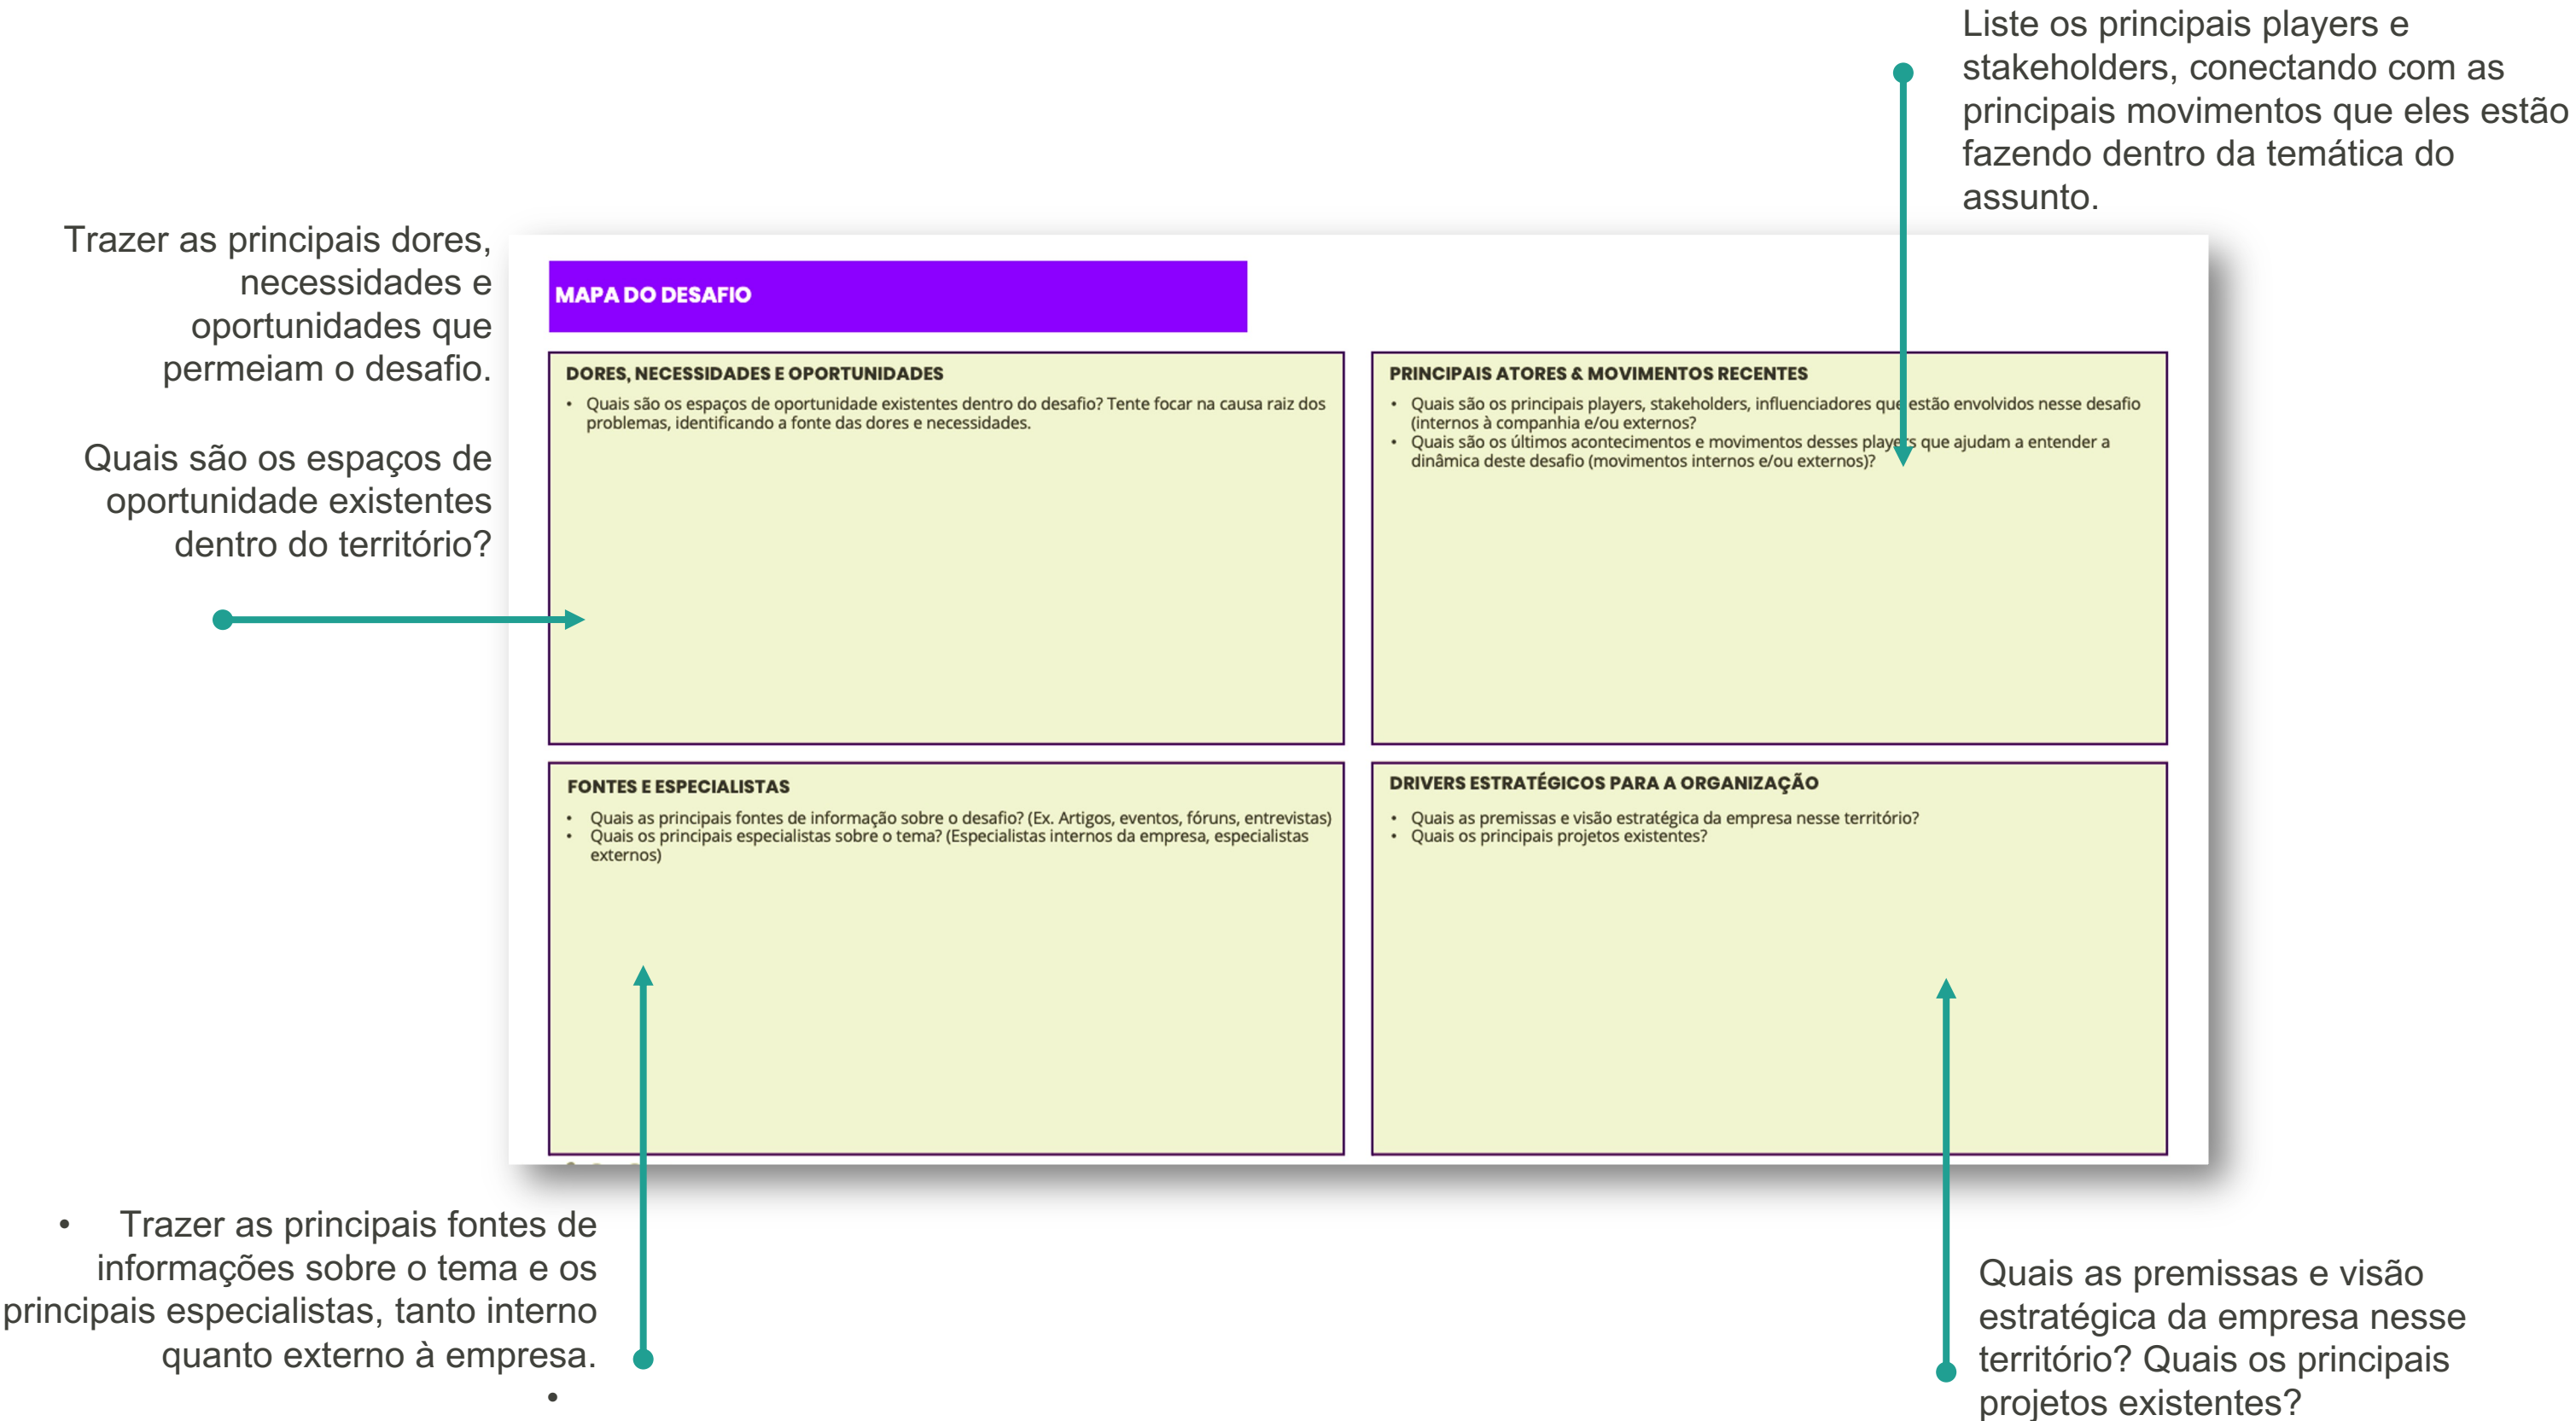 Liste os principais players e
stakeholders, conectando com as
principais movimentos que eles estão
fazendo dentro da temática do
assunto.
Trazer as principais dores,
necessidades e
oportunidades que
permeiam o desafio.
Quais são os espaços de
oportunidade existentes
dentro do território?
MAPA DO DESAFIO
DORES, NECESSIDADES E OPORTUNIDADES
• Quais são os espaços de oportunidade existentes dentro do desafio? Tente focar na causa raiz dos
problemas, identificando a fonte das dores e necessidades.
PRINCIPAIS ATORES & MOVIMENTOS RECENTES
• Quais são os principais players, stakeholders, influenciadores que estão envolvidos nesse desafio
(internos à companhia e/ou externos?
• Quais são os últimos acontecimentos e movimentos desses players que ajudam a entender a
dinâmica deste desafio (movimentos internos e/ou externos)?
FONTES E ESPECIALISTAS
• Quais as principais fontes de informação sobre o desafio? (Ex. Artigos, eventos, fóruns, entrevistas)
• Quais os principais especialistas sobre o tema? (Especialistas internos da empresa, especialistas
externos)
DRIVERS ESTRATÉGICOS PARA A ORGANIZAÇÃO
• Quais as premissas e visão estratégica da empresa nesse território?
• Quais os principais projetos existentes?
• Trazer as principais fontes de
informações sobre o tema e os
principais especialistas, tanto interno
quanto externo à empresa.
•
Quais as premissas e visão
estratégica da empresa nesse
território? Quais os principais
projetos existentes?